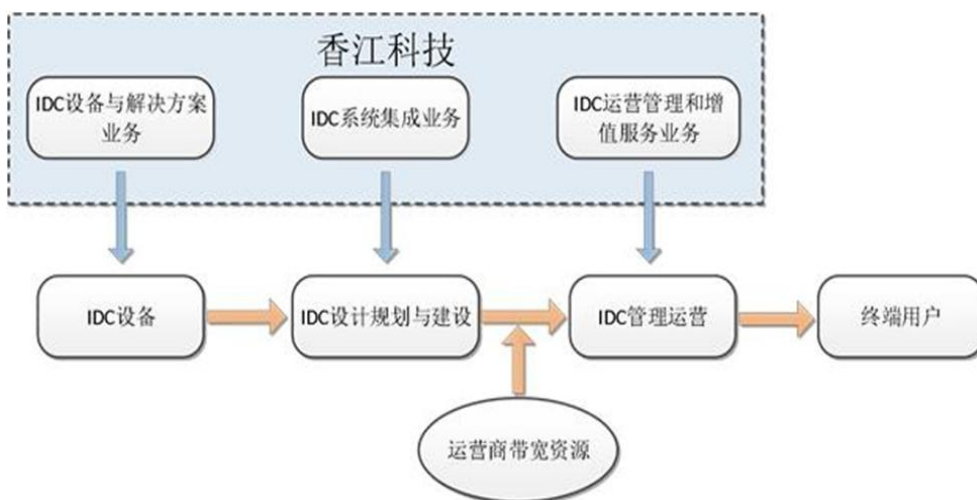 香江科技
IDC设备与解决方案
业务
IDC系统集成业务
IDC运营管理和增
值服务业务
IDC设备
IDC设计规划与建设
IDC管理运营
终端用户
运营商带宽资源